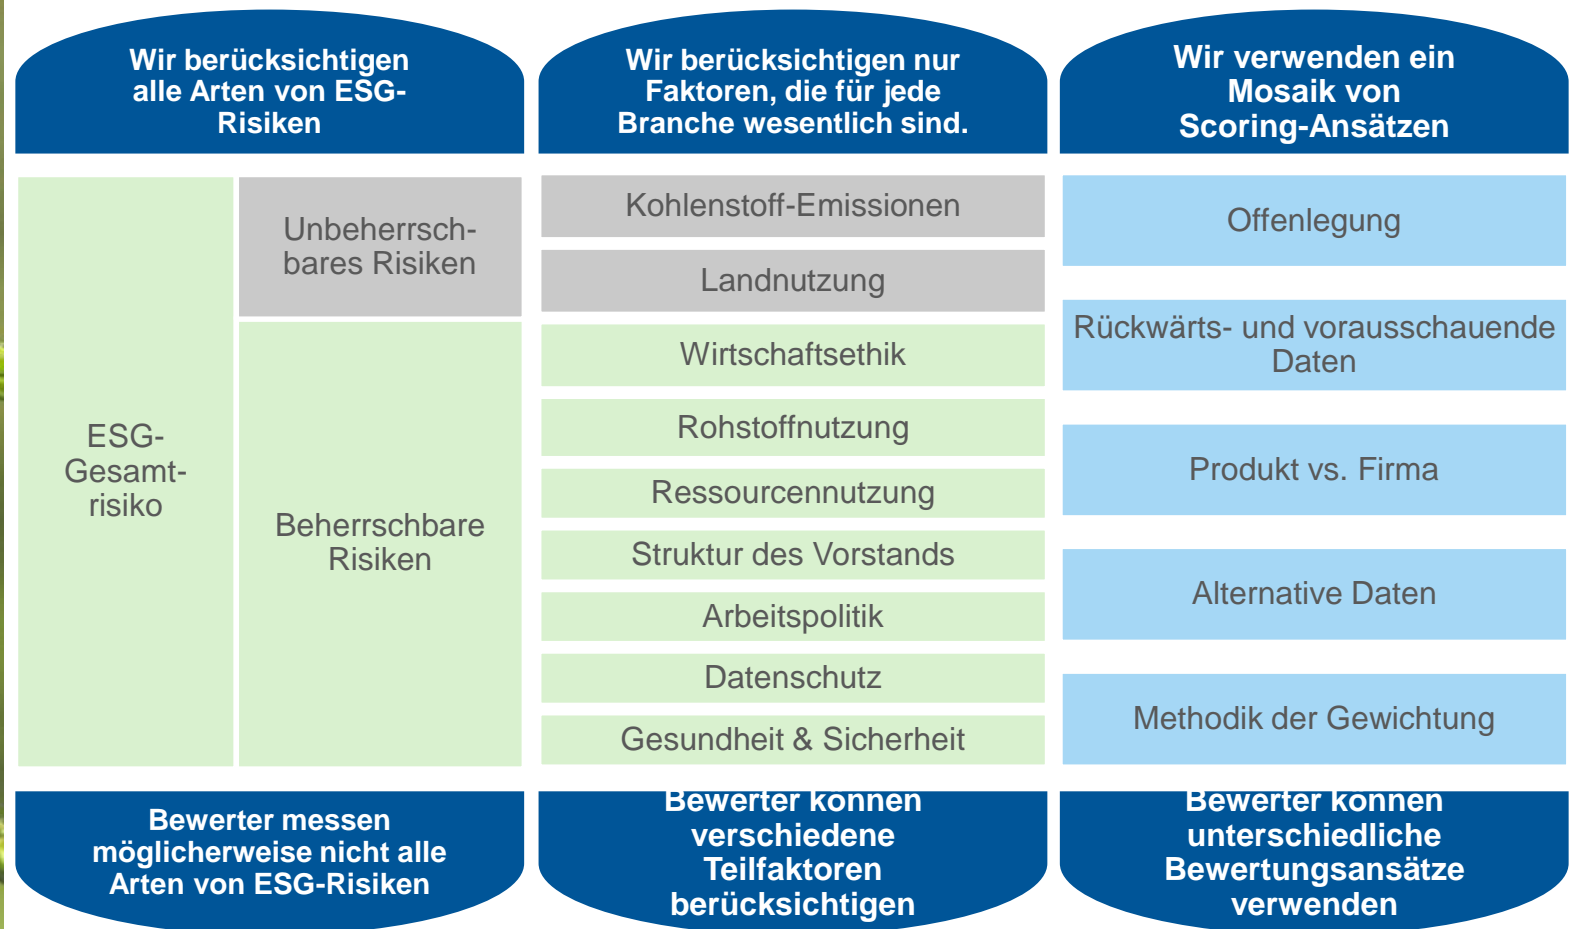 Wir berücksichtigen
alle Arten von ESG-
Risiken
Wir berücksichtigen nur
Faktoren, die für jede
Branche wesentlich sind.
Wir verwenden ein
Mosaik von
Scoring-Ansätzen
ESG-
Gesamt-
risiko
Unbeherrsch-
bares Risiken
Beherrschbare
Risiken
Kohlenstoff-Emissionen
Landnutzung
Wirtschaftsethik
Rohstoffnutzung
Ressourcennutzung
Struktur des Vorstands
Arbeitspolitik
Datenschutz
Gesundheit & Sicherheit
Offenlegung
Rückwärts- und vorausschauende
Daten
Produkt vs. Firma
Alternative Daten
Methodik der Gewichtung
Bewerter messen
möglicherweise nicht alle
Arten von ESG-Risiken
Bewerter können
verschiedene
Teilfaktoren
berücksichtigen
Bewerter können
unterschiedliche
Bewertungsansätze
verwenden